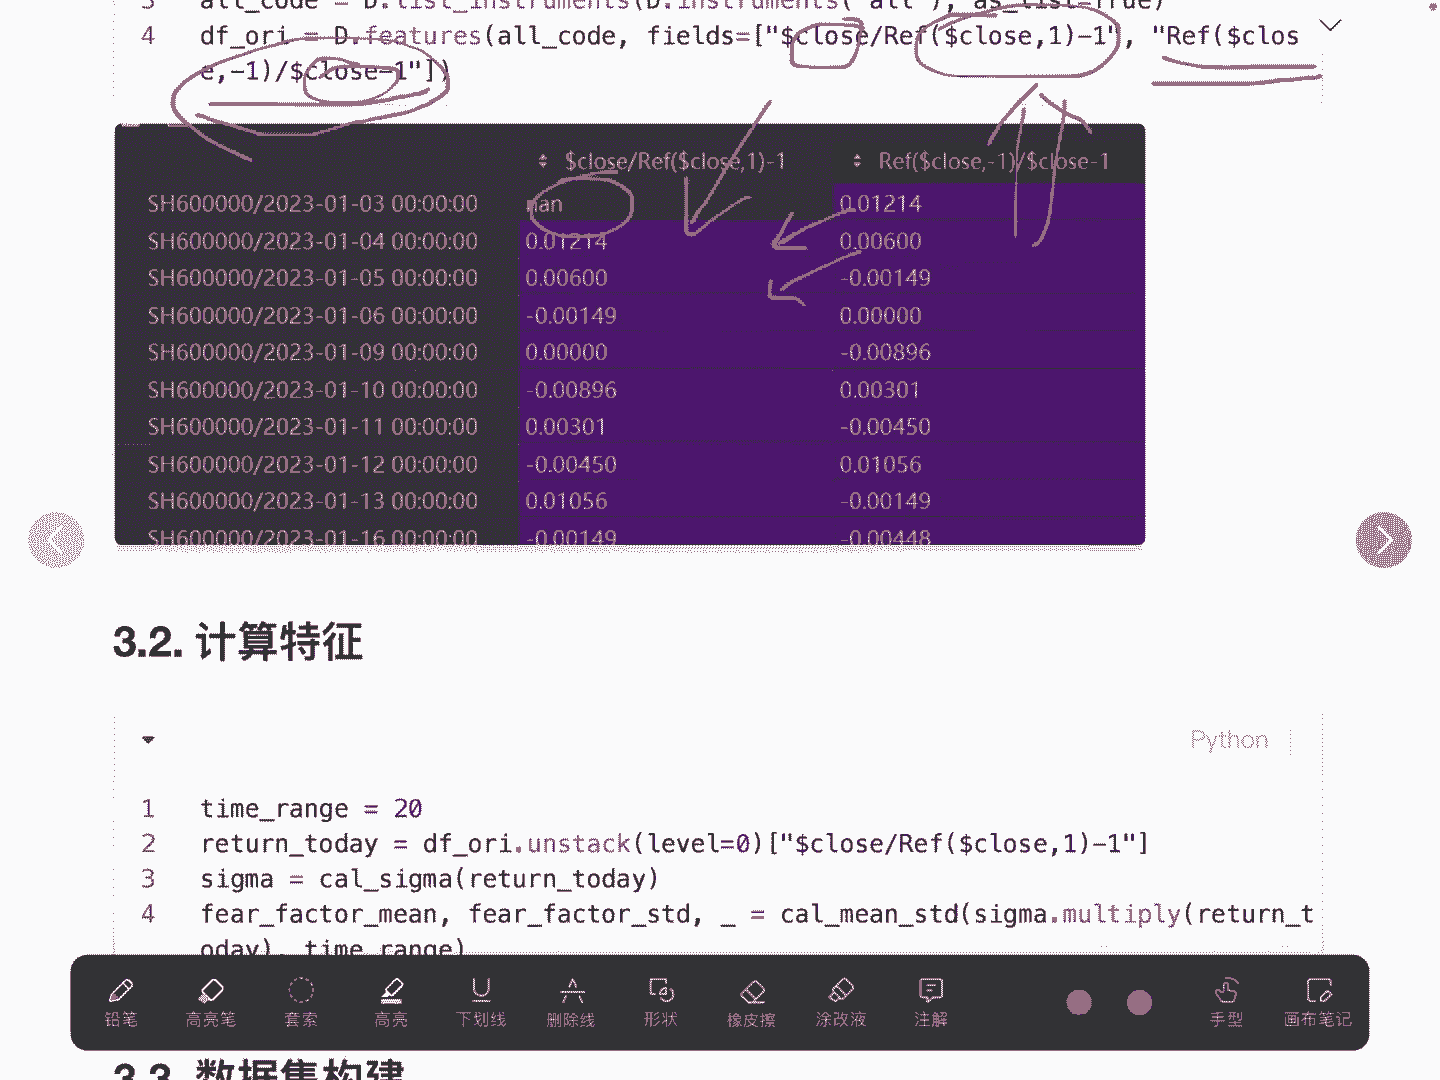 3 all_code = D.list_instruments(D.instruments("all"), as_list=True)
4 df_ori = D.features(all_code, fields=["$close/Ref($close,1)-1", "Ref($clos
e,-1)/$close-1"])
$close/Ref($close,1)-1 Ref($close,-1)/$close-1
SH600000/2023-01-03 00:00:00 nan 0.01214
SH600000/2023-01-04 00:00:00 0.01214 0.00600
SH600000/2023-01-05 00:00:00 0.00600 -0.00149
SH600000/2023-01-06 00:00:00 -0.00149 0.00000
SH600000/2023-01-09 00:00:00 0.00000 -0.00896
SH600000/2023-01-10 00:00:00 -0.00896 0.00301
SH600000/2023-01-11 00:00:00 0.00301 -0.00450
SH600000/2023-01-12 00:00:00 -0.00450 0.01056
SH600000/2023-01-13 00:00:00 0.01056 -0.00149
SH600000/2023-01-16 00:00:00 -0.00149 -0.00448
3.2. 计算特征
Python
1 time_range = 20
2 return_today = df_ori.unstack(level=0)["$close/Ref($close,1)-1"]
3 sigma = cal_sigma(return_today)
4 fear_factor_mean, fear_factor_std, _ = cal_mean_std(sigma.multiply(return_t
oday), time_range)
铅笔 高亮笔 套索 高亮 下划线 删除线 形状 橡皮擦 涂改液 注解 手型 画布笔记
3.3. 数据集构建